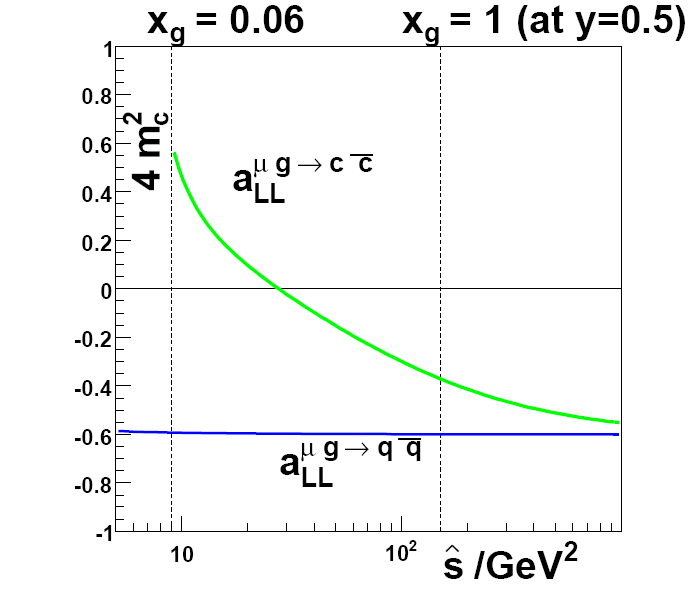 x_g = 0.06 x_g = 1 (at y=0.5)
1
0.8
0.6
0.4
0.2
0
-0.2
-0.4
-0.6
-0.8
-1
4 m_c^2
a_LL^{μ g → c c̅}
a_LL^{μ g → q q̅}
10 10^2
ŝ /GeV^2